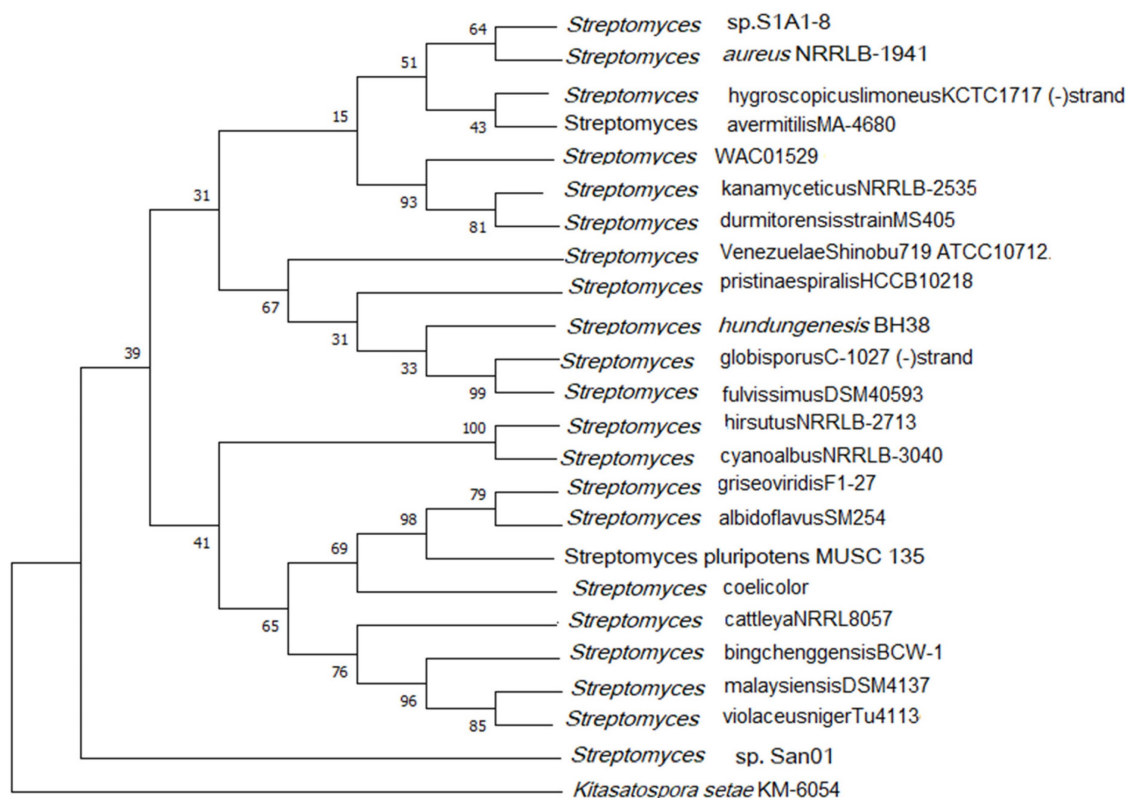 64 Streptomyces sp.S1A1-8
Streptomyces aureus NRRLB-1941
51
Streptomyces hygroscopicuslimoneusKCTC1717 (-)strand
15
43 Streptomyces avermitilisMA-4680
Streptomyces WAC01529
93 Streptomyces kanamyceticusNRRLB-2535
31
81 Streptomyces durmitorensisstrainMS405
Streptomyces VenezuelaeShinobu719 ATCC10712.
67 Streptomyces pristinaespiralisHCCB10218
31 Streptomyces hundungenesis BH38
39
33 Streptomyces globisporusC-1027 (-)strand
99 Streptomyces fulvissimusDSM40593
100 Streptomyces hirsutusNRRLB-2713
Streptomyces cyanoalbusNRRLB-3040
79 Streptomyces griseoviridisF1-27
98 Streptomyces albidoflavusSM254
41
69 Streptomyces pluripotens MUSC 135
Streptomyces coelicolor
65 Streptomyces cattleyaNRRL8057
76 Streptomyces bingchenggensisBCW-1
96 Streptomyces malaysiensisDSM4137
85 Streptomyces violaceusnigerTu4113
Streptomyces sp. San01
Kitasatospora setae KM-6054